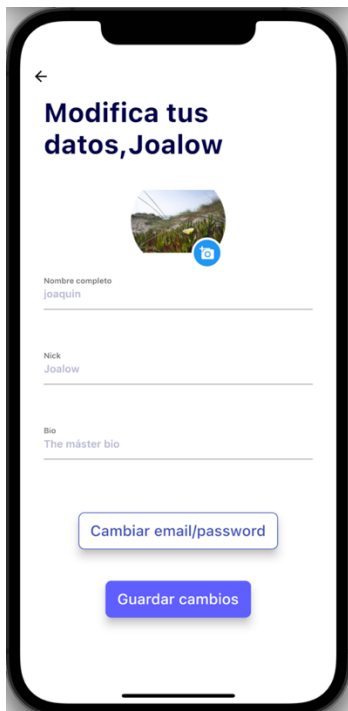 Modifica tus
datos,Joalow
Nombre completo
joaquin
Nick
Joalow
Bio
The máster bio
Cambiar email/password
Guardar cambios